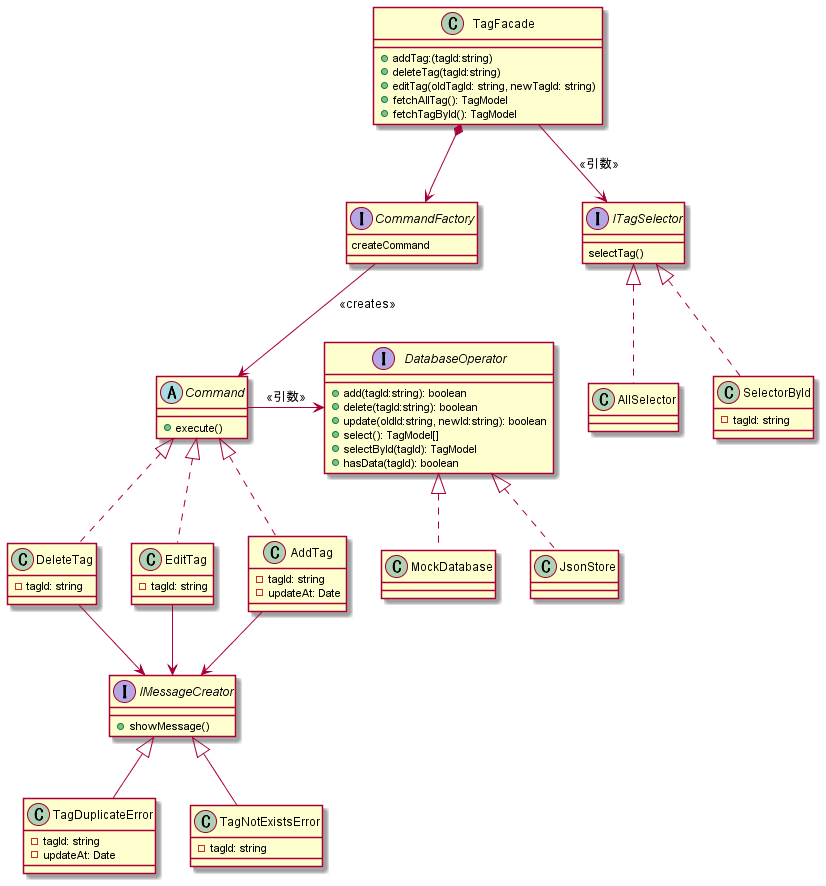 C TagFacade
addTag:(tagId:string)
deleteTag(tagId:string)
editTag(oldTagId: string, newTagId: string)
fetchAllTag(): TagModel
fetchTagById(): TagModel
«引数»
I CommandFactory
createCommand
I ITagSelector
selectTag()
«creates»
I DatabaseOperator
add(tagId:string): boolean
delete(tagId:string): boolean
update(oldId:string, newId:string): boolean
select(): TagModel[]
selectById(tagId): TagModel
hasData(tagId): boolean
A Command
execute()
«引数»
C AllSelector
C SelectorById
tagId: string
C DeleteTag
tagId: string
C EditTag
tagId: string
C AddTag
tagId: string
updateAt: Date
C MockDatabase
C JsonStore
I IMessageCreator
showMessage()
C TagDuplicateError
tagId: string
updateAt: Date
C TagNotExistsError
tagId: string